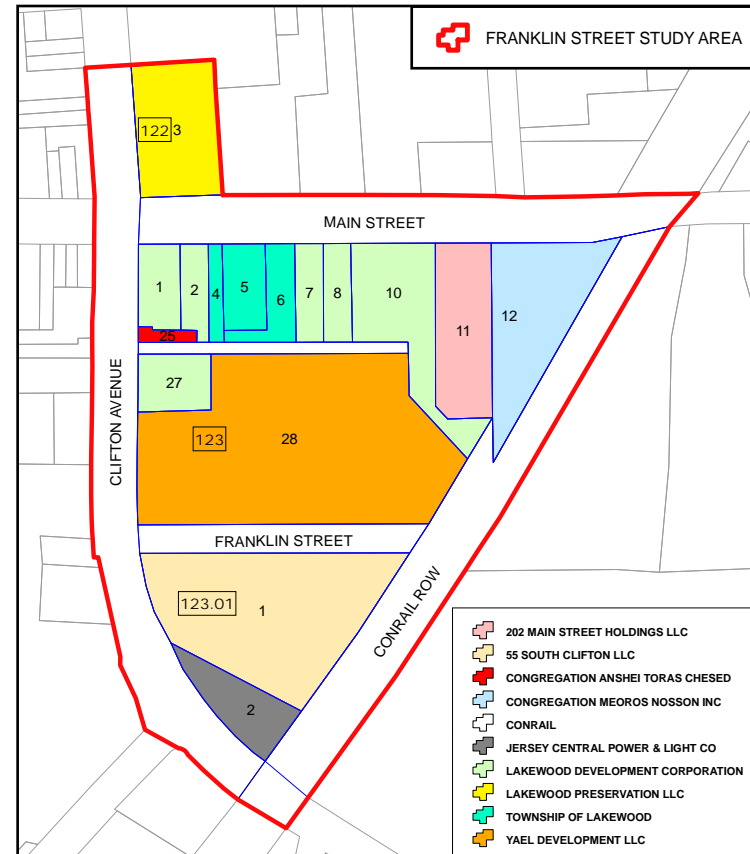 FRANKLIN STREET STUDY AREA
122 3
MAIN STREET
1 2 4 5 6 7 8 10 11 12
25
27
CLIFTON AVENUE
123 28
FRANKLIN STREET
123.01 1
CONRAIL ROW
2
202 MAIN STREET HOLDINGS LLC
55 SOUTH CLIFTON LLC
CONGREGATION ANSHEI TORAS CHESED
CONGREGATION MEOROS NOSSON INC
CONRAIL
JERSEY CENTRAL POWER & LIGHT CO
LAKEWOOD DEVELOPMENT CORPORATION
LAKEWOOD PRESERVATION LLC
TOWNSHIP OF LAKEWOOD
YAEL DEVELOPMENT LLC